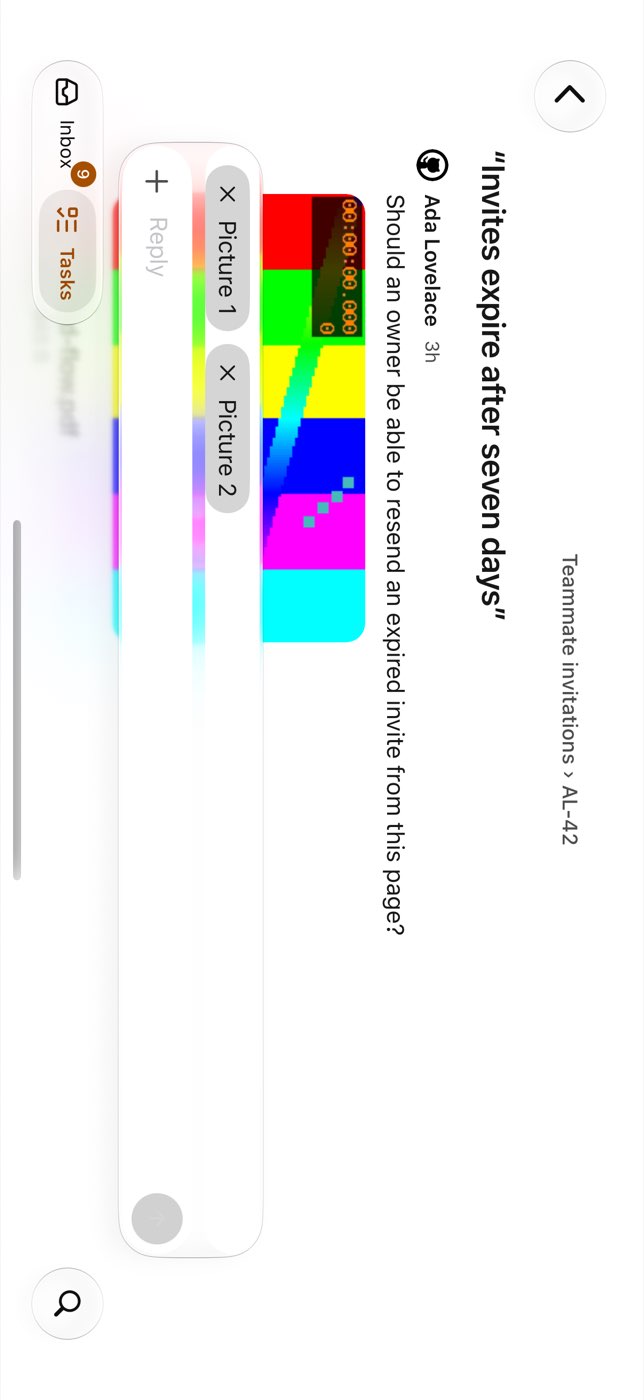 Teammate invitations › AL-42
“Invites expire after seven days”
Ada Lovelace 3h
Should an owner be able to resend an expired invite from this page?
00:00:00.000
0
Picture 1
Picture 2
Reply
Inbox 9
Tasks
d-flow.pdf